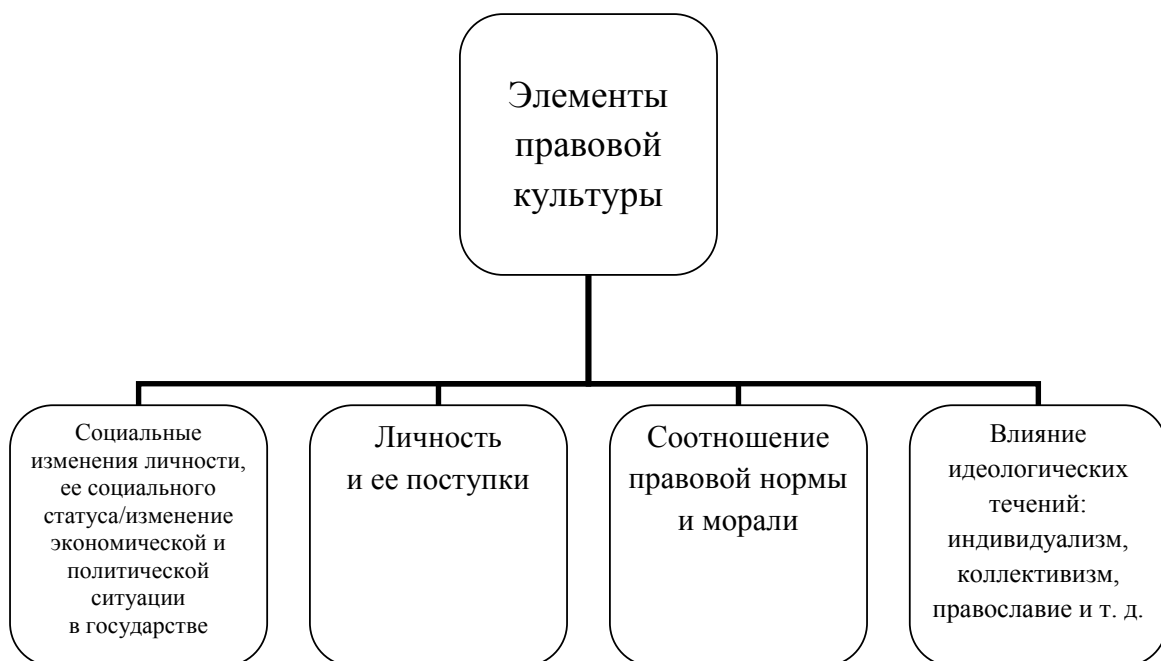 Элементы
правовой
культуры
Социальные
изменения личности,
ее социального
статуса/изменение
экономической и
политической
ситуации
в государстве
Личность
и ее поступки
Соотношение
правовой нормы
и морали
Влияние
идеологических
течений:
индивидуализм,
коллективизм,
православие и т. д.